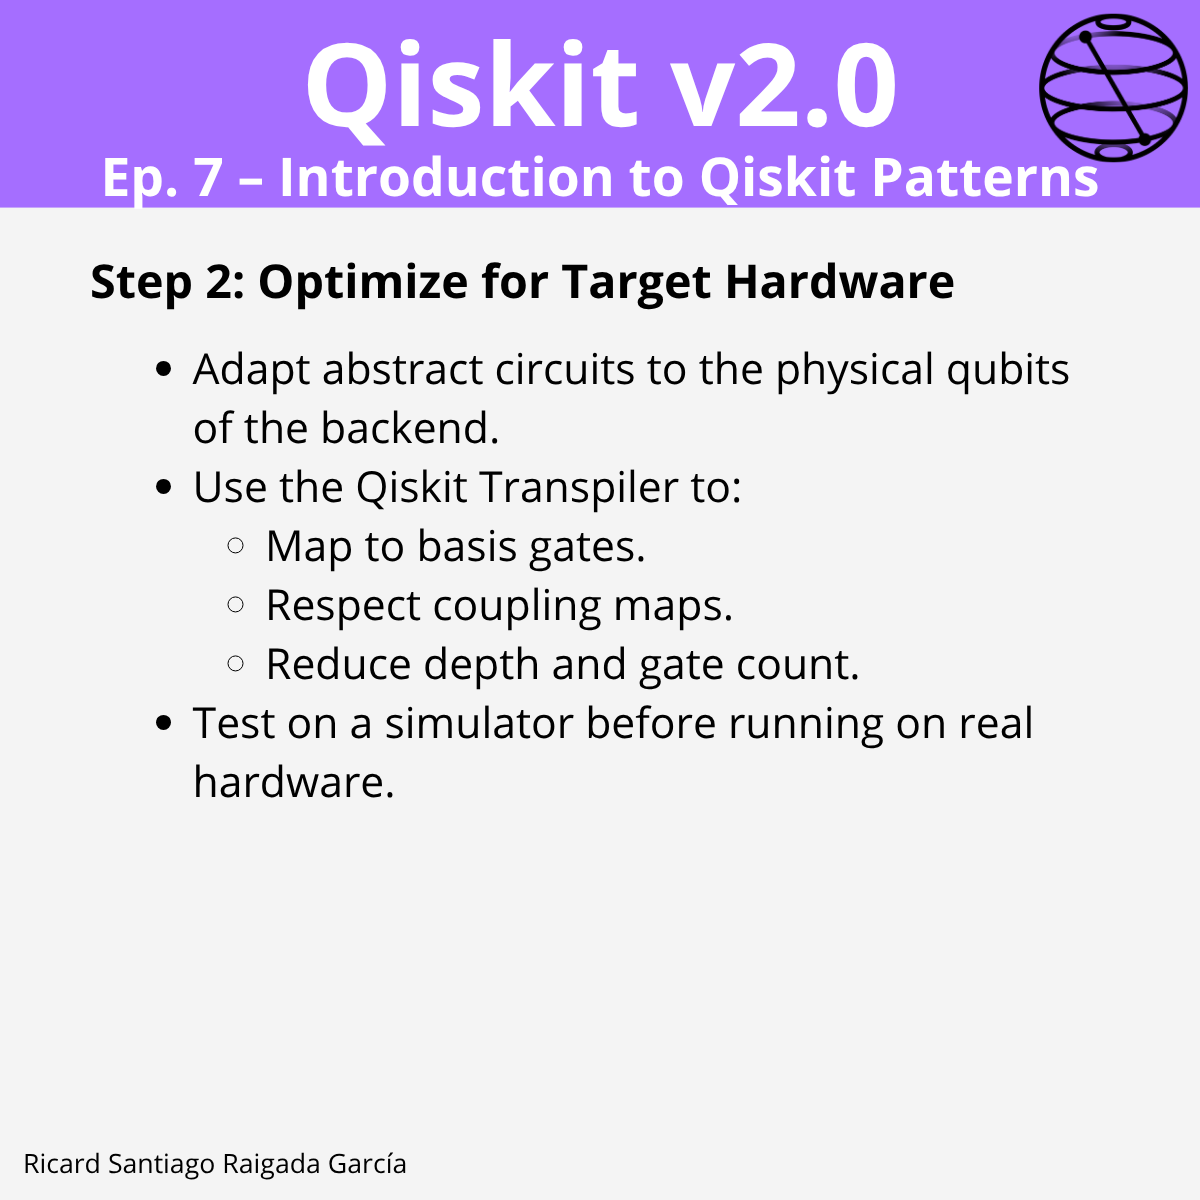 Qiskit v2.0
Ep. 7 – Introduction to Qiskit Patterns
Step 2: Optimize for Target Hardware
• Adapt abstract circuits to the physical qubits
of the backend.
• Use the Qiskit Transpiler to:
○ Map to basis gates.
○ Respect coupling maps.
○ Reduce depth and gate count.
• Test on a simulator before running on real
hardware.
Ricard Santiago Raigada García